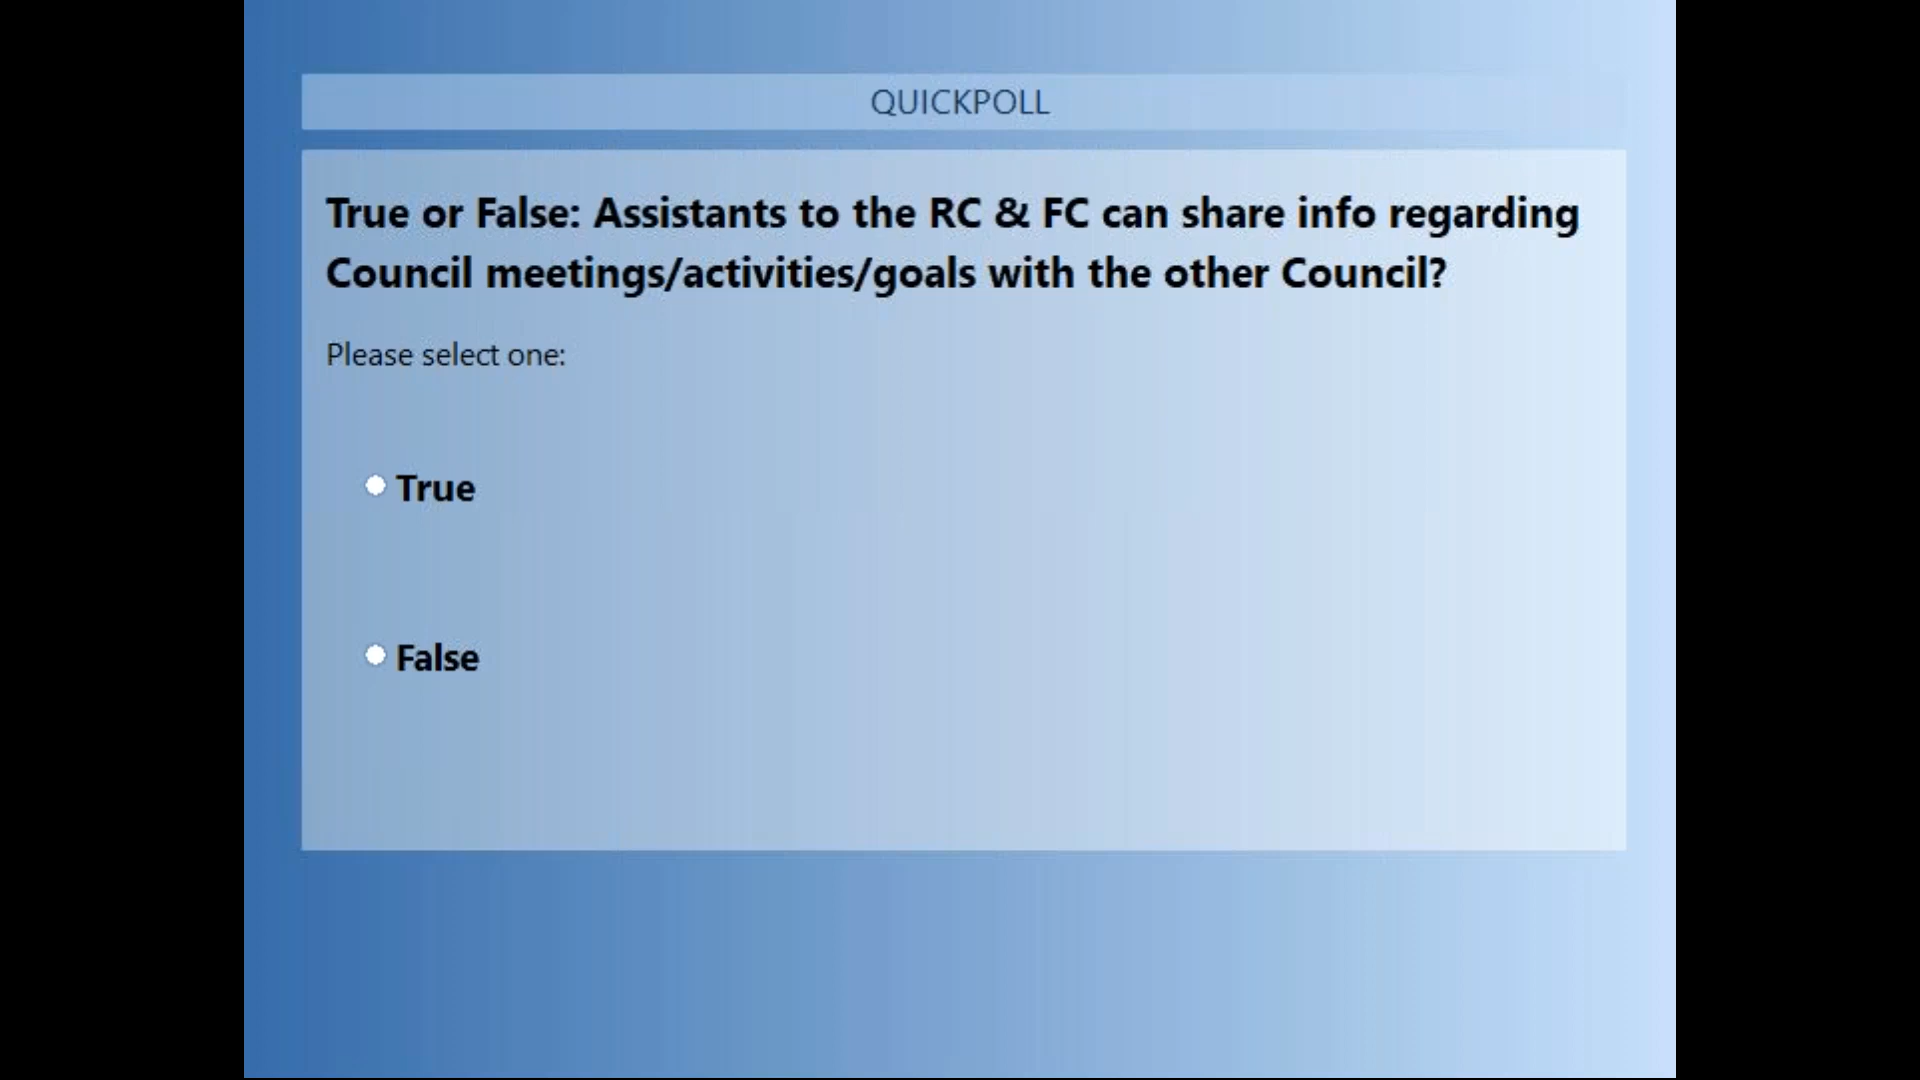 QUICKPOLL
True or False: Assistants to the RC & FC can share info regarding
Council meetings/activities/goals with the other Council?
Please select one:
True
False